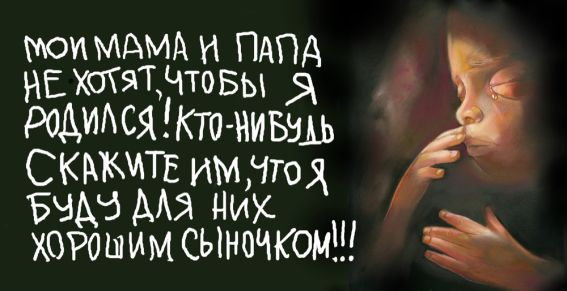 МОИ МАМА И ПАПА
НЕ ХОТЯТ, ЧТОБЫ Я
РОДИЛСЯ! КТО-НИБУДЬ
СКАЖИТЕ ИМ, ЧТО Я
БУДУ ДЛЯ НИХ
ХОРОШИМ СЫНОЧКОМ!!!